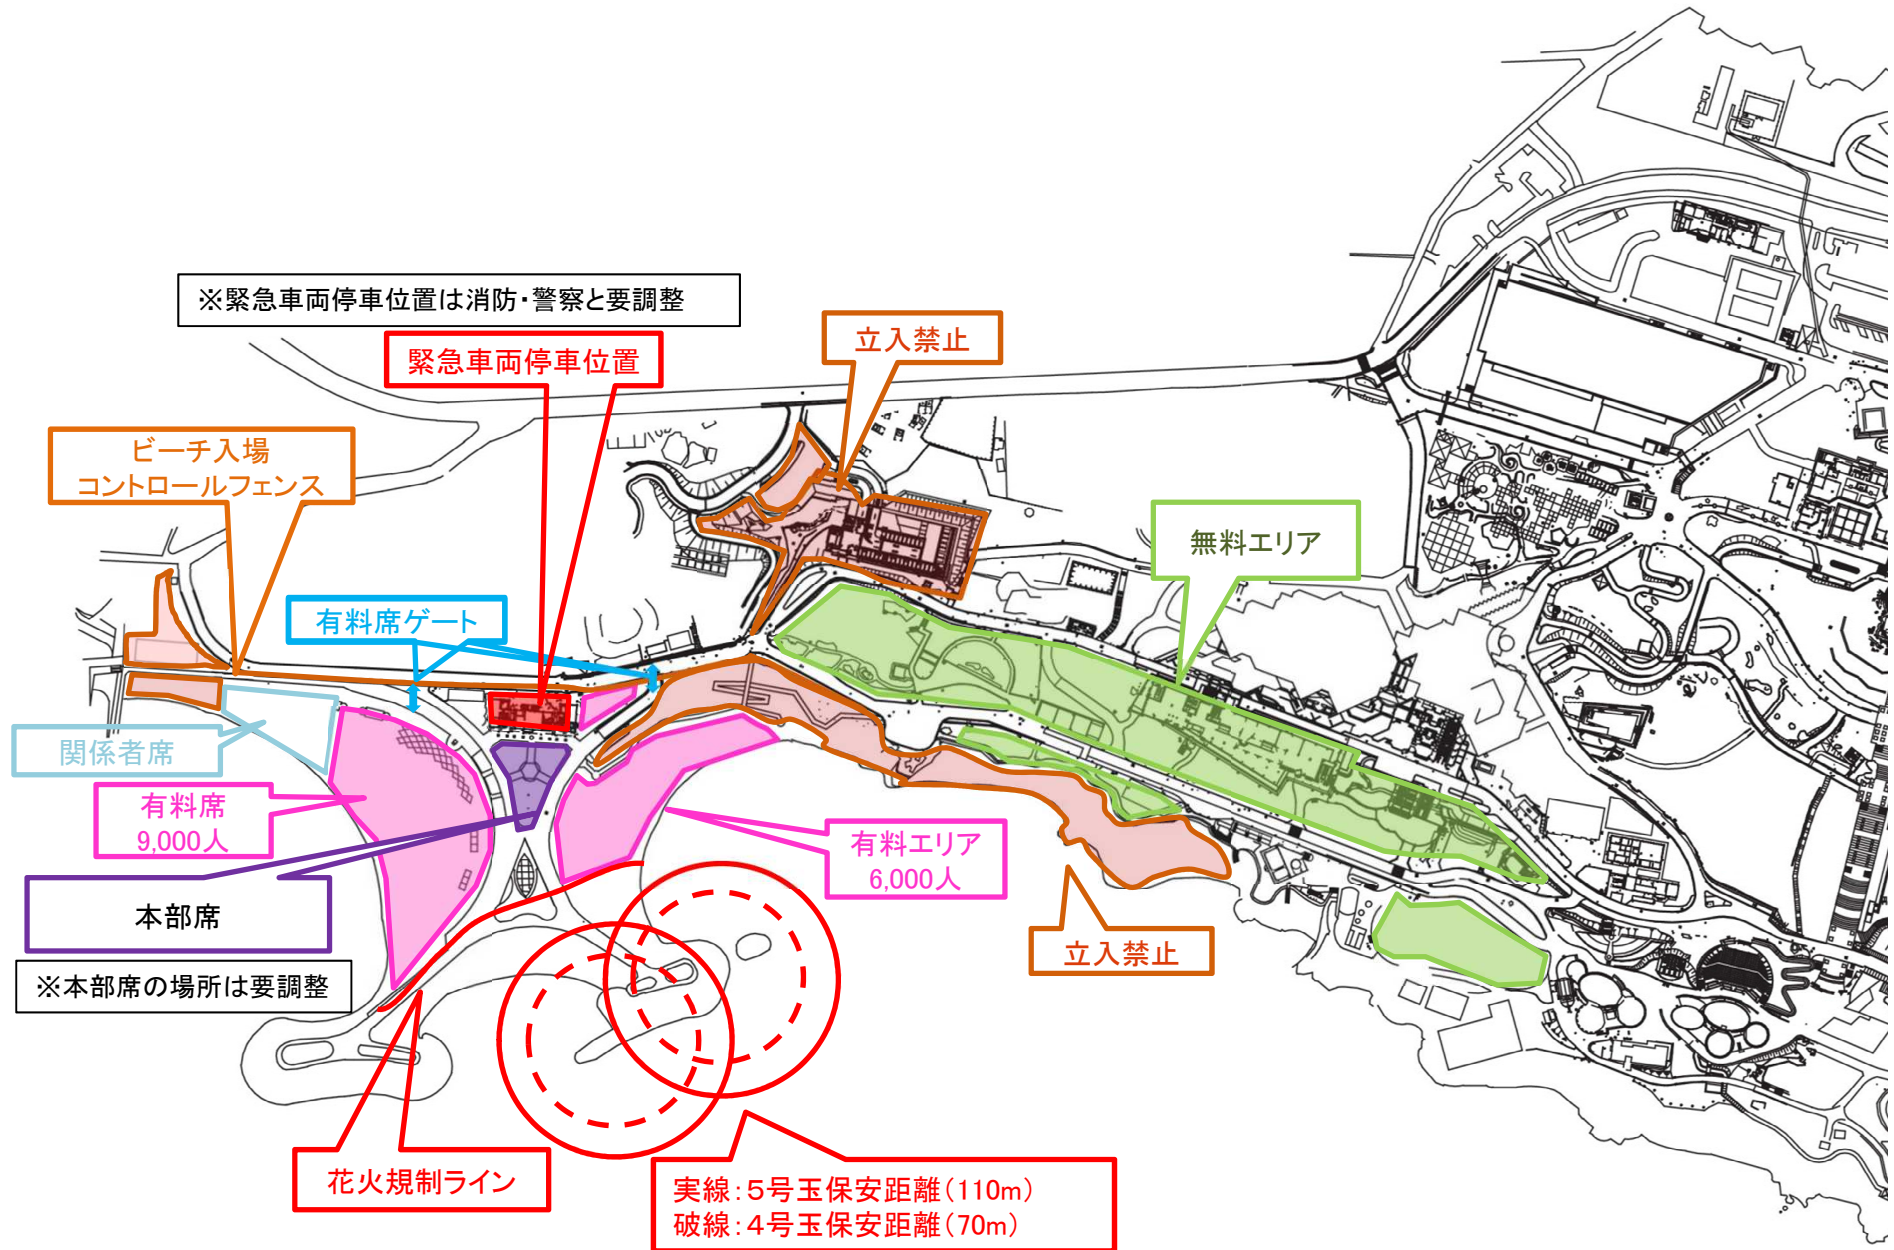 ※緊急車両停車位置は消防・警察と要調整
緊急車両停車位置
立入禁止
ビーチ入場
コントロールフェンス
無料エリア
有料席ゲート
関係者席
有料席
9,000人
有料エリア
6,000人
本部席
立入禁止
※本部席の場所は要調整
花火規制ライン
実線：５号玉保安距離（110m）
破線：４号玉保安距離（70m）